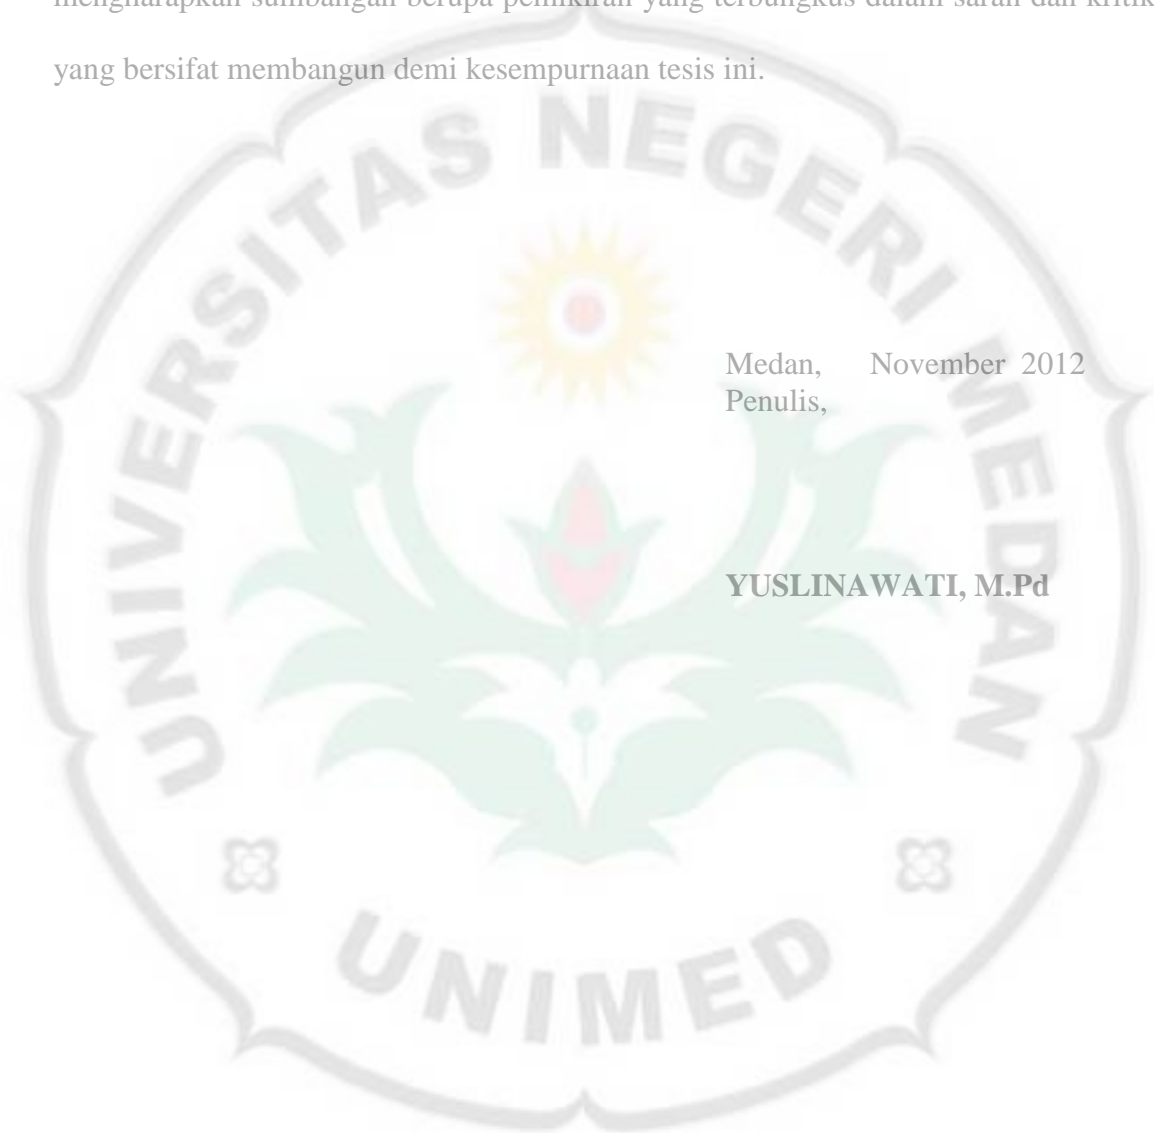 mengharapkan sumbangan berupa pemikiran yang terbungkus dalam saran dan kritik
yang bersifat membangun demi kesempurnaan tesis ini.
UNIVERSITAS NEGERI MEDAN
Medan, November 2012
Penulis,
YUSLINAWATI, M.Pd
UNIMED